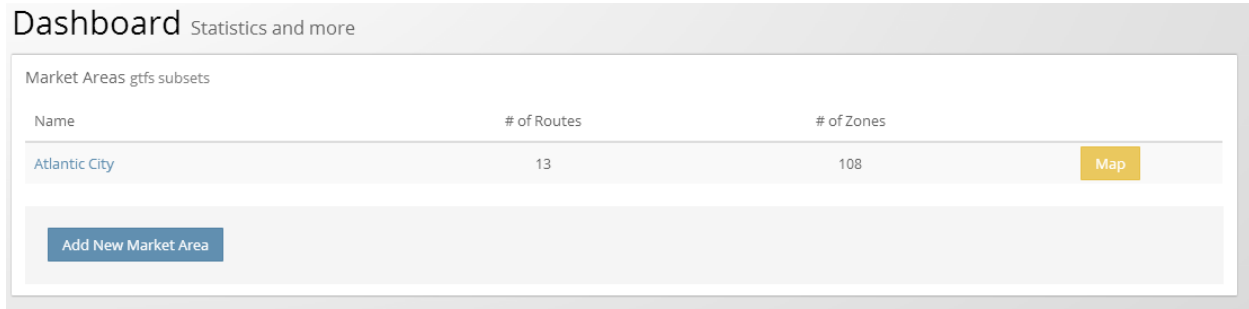 Dashboard Statistics and more
Market Areas gtfs subsets
Name # of Routes # of Zones
Atlantic City 13 108 Map
Add New Market Area